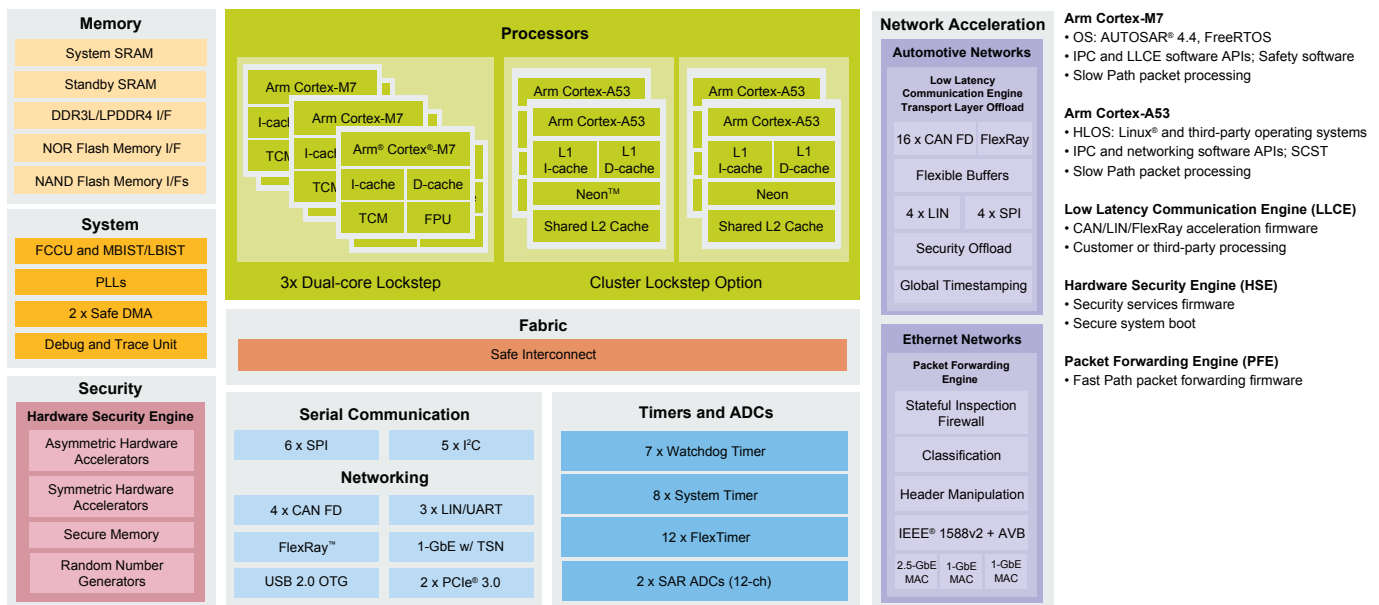 Memory
System SRAM
Standby SRAM
DDR3L/LPDDR4 I/F
NOR Flash Memory I/F
NAND Flash Memory I/Fs
System
FCCU and MBIST/LBIST
PLLs
2 x Safe DMA
Debug and Trace Unit
Security
Hardware Security Engine
Asymmetric Hardware
Accelerators
Symmetric Hardware
Accelerators
Secure Memory
Random Number
Generators
Processors
Arm Cortex-M7
I-cac
TC
Arm Cortex-M7
I-cac
TC
Arm® Cortex®-M7
I-cache
D-cache
TCM
FPU
3x Dual-core Lockstep
Arm Cortex-A53
Arm Cortex-A53
L1
I-cache
L1
D-cache
Neon™
Shared L2 Cache
Arm Cortex-A53
Arm Cortex-A53
L1
I-cache
L1
D-cache
Neon
Shared L2 Cache
Cluster Lockstep Option
Fabric
Safe Interconnect
Serial Communication
6 x SPI
5 x I²C
Networking
4 x CAN FD
3 x LIN/UART
FlexRay™
1-GbE w/ TSN
USB 2.0 OTG
2 x PCIe® 3.0
Timers and ADCs
7 x Watchdog Timer
8 x System Timer
12 x FlexTimer
2 x SAR ADCs (12-ch)
Network Acceleration
Automotive Networks
Low Latency
Communication Engine
Transport Layer Offload
16 x CAN FD
FlexRay
Flexible Buffers
4 x LIN
4 x SPI
Security Offload
Global Timestamping
Ethernet Networks
Packet Forwarding
Engine
Stateful Inspection
Firewall
Classification
Header Manipulation
IEEE® 1588v2 + AVB
2.5-GbE
MAC
1-GbE
MAC
1-GbE
MAC
Arm Cortex-M7
• OS: AUTOSAR® 4.4, FreeRTOS
• IPC and LLCE software APIs; Safety software
• Slow Path packet processing
Arm Cortex-A53
• HLOS: Linux® and third-party operating systems
• IPC and networking software APIs; SCST
• Slow Path packet processing
Low Latency Communication Engine (LLCE)
• CAN/LIN/FlexRay acceleration firmware
• Customer or third-party processing
Hardware Security Engine (HSE)
• Security services firmware
• Secure system boot
Packet Forwarding Engine (PFE)
• Fast Path packet forwarding firmware